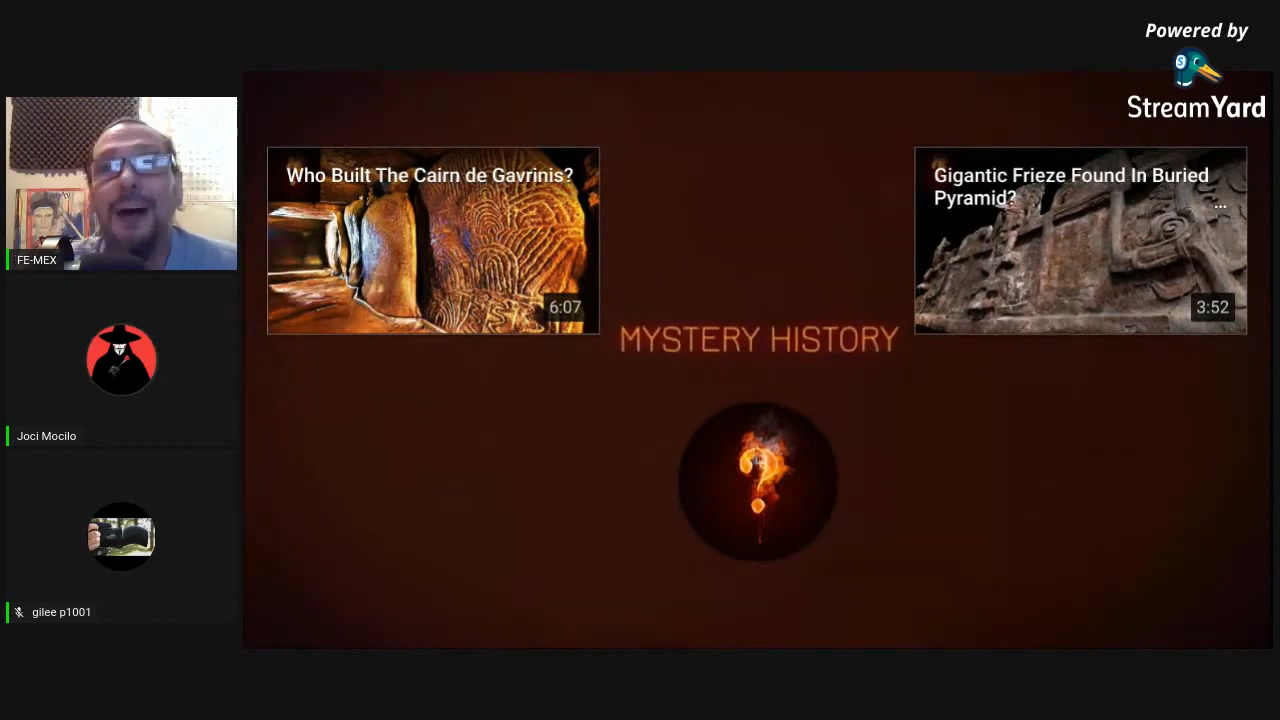 Powered by
StreamYard
FE-MEX
Joci Mocilo
gilee p1001
Who Built The Cairn de Gavrinis?
6:07
Gigantic Frieze Found In Buried
Pyramid?
...
3:52
MYSTERY HISTORY
?